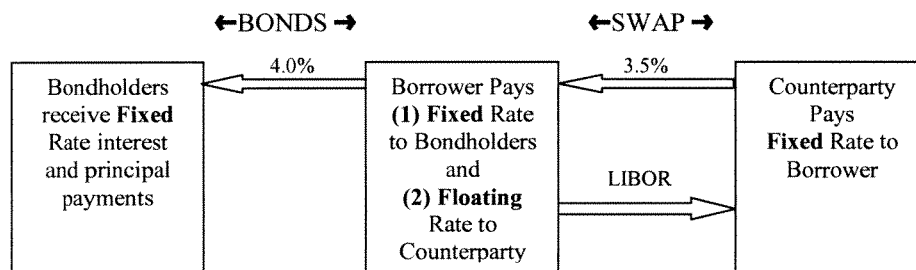 ←BONDS →
←SWAP→
4.0%
3.5%
Bondholders
receive Fixed
Rate interest
and principal
payments
Borrower Pays
(1) Fixed Rate
to Bondholders
and
(2) Floating
Rate to
Counterparty
LIBOR
Counterparty
Pays
Fixed Rate to
Borrower